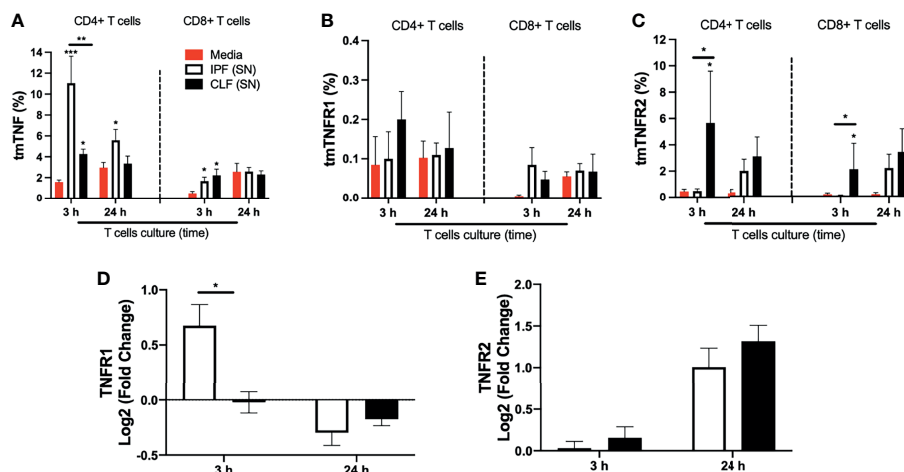 A
CD4+ T cells
CD8+ T cells
tmTNF (%)
14
12
10
8
6
4
2
0
***
**
*
*
*
*
Media
IPF (SN)
CLF (SN)
3 h
24 h
3 h
24 h
T cells culture (time)
B
CD4+ T cells
CD8+ T cells
tmTNFR1 (%)
0.4
0.3
0.2
0.1
0.0
3 h
24 h
3 h
24 h
T cells culture (time)
C
CD4+ T cells
CD8+ T cells
tmTNFR2 (%)
12
10
8
6
4
2
0
*
*
*
*
3 h
24 h
3 h
24 h
T cells culture (time)
D
TNFR1
Log2 (Fold Change)
1.0
0.5
0.0
-0.5
*
3 h
24 h
E
TNFR2
Log2 (Fold Change)
2.0
1.5
1.0
0.5
0.0
3 h
24 h